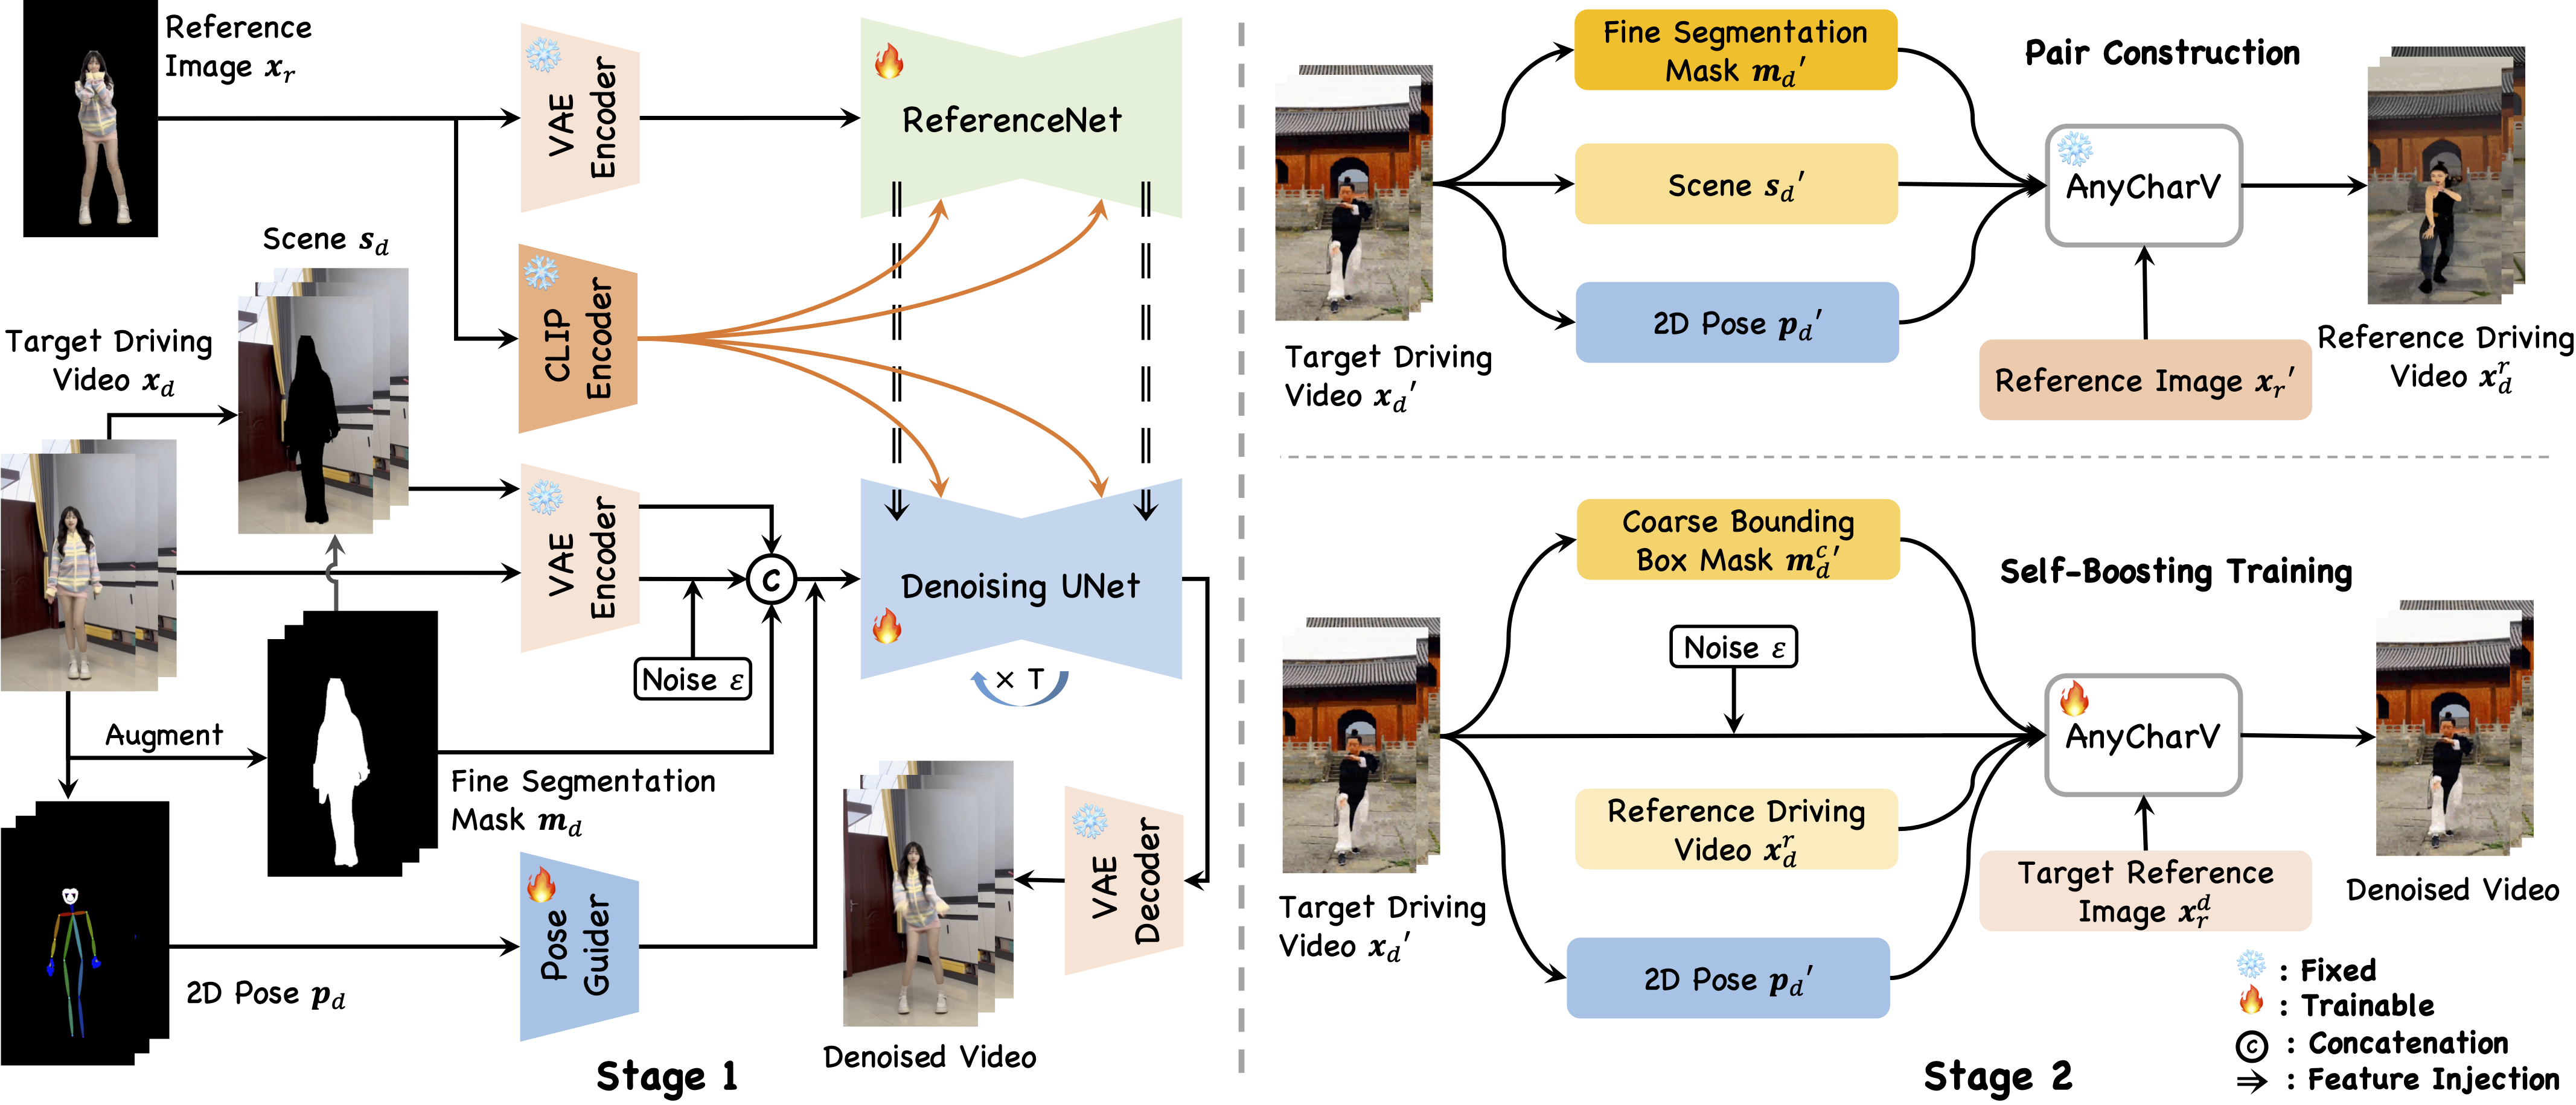 Reference
Image x_r
VAE
Encoder
ReferenceNet
Scene s_d
CLIP
Encoder
Target Driving
Video x_d
VAE
Encoder
C
Denoising UNet
Noise ε
× T
Augment
Fine Segmentation
Mask m_d
Pose
Guider
2D Pose p_d
VAE
Decoder
Denoised Video
Stage 1
Fine Segmentation
Mask m_d′
Pair Construction
Scene s_d′
AnyCharV
2D Pose p_d′
Target Driving
Video x_d′
Reference Image x_r′
Reference Driving
Video x_d^r
Coarse Bounding
Box Mask m_d^c′
Self-Boosting Training
Noise ε
AnyCharV
Reference Driving
Video x_d^r
Target Reference
Image x_r^d
Denoised Video
Target Driving
Video x_d′
2D Pose p_d′
: Fixed
: Trainable
C : Concatenation
⇒ : Feature Injection
Stage 2